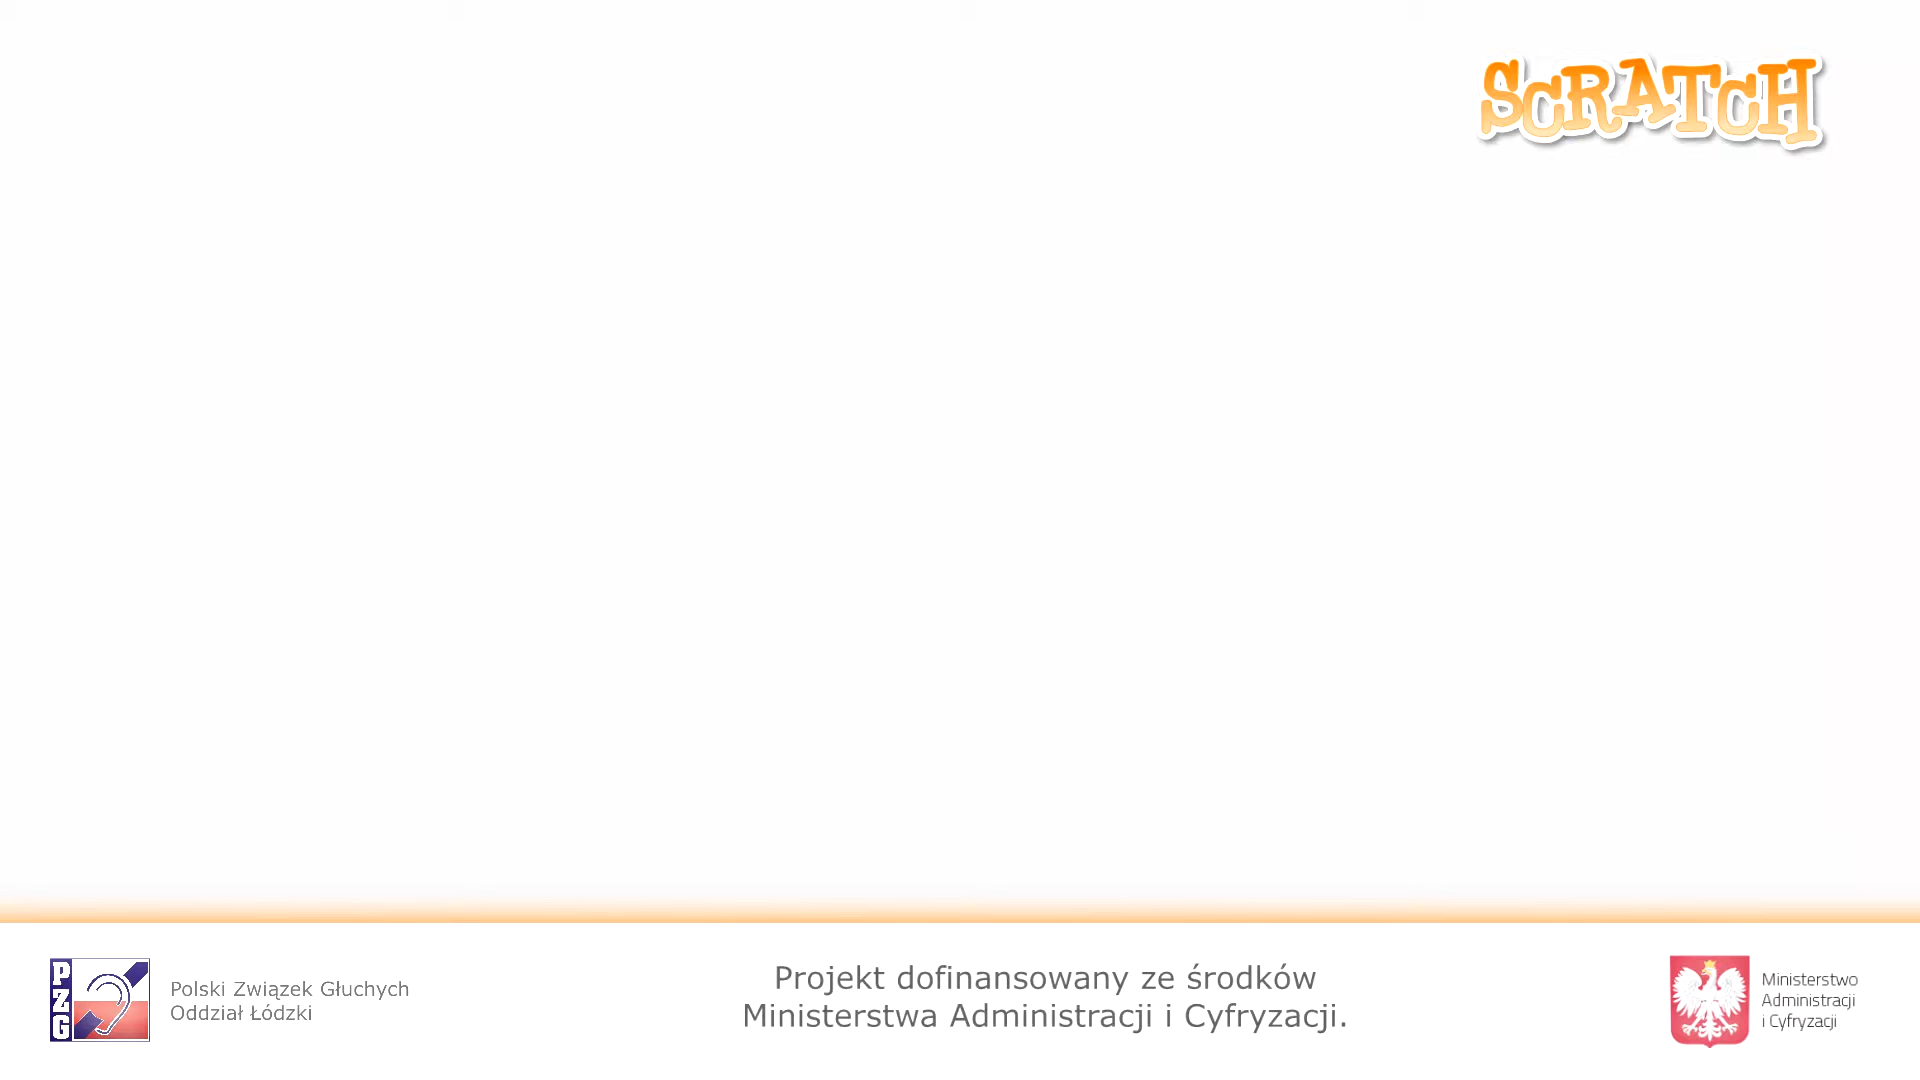 SCRATCH
PZG
Polski Związek Głuchych
Oddział Łódzki
Projekt dofinansowany ze środków
Ministerstwa Administracji i Cyfryzacji.
Ministerstwo
Administracji
i Cyfryzacji